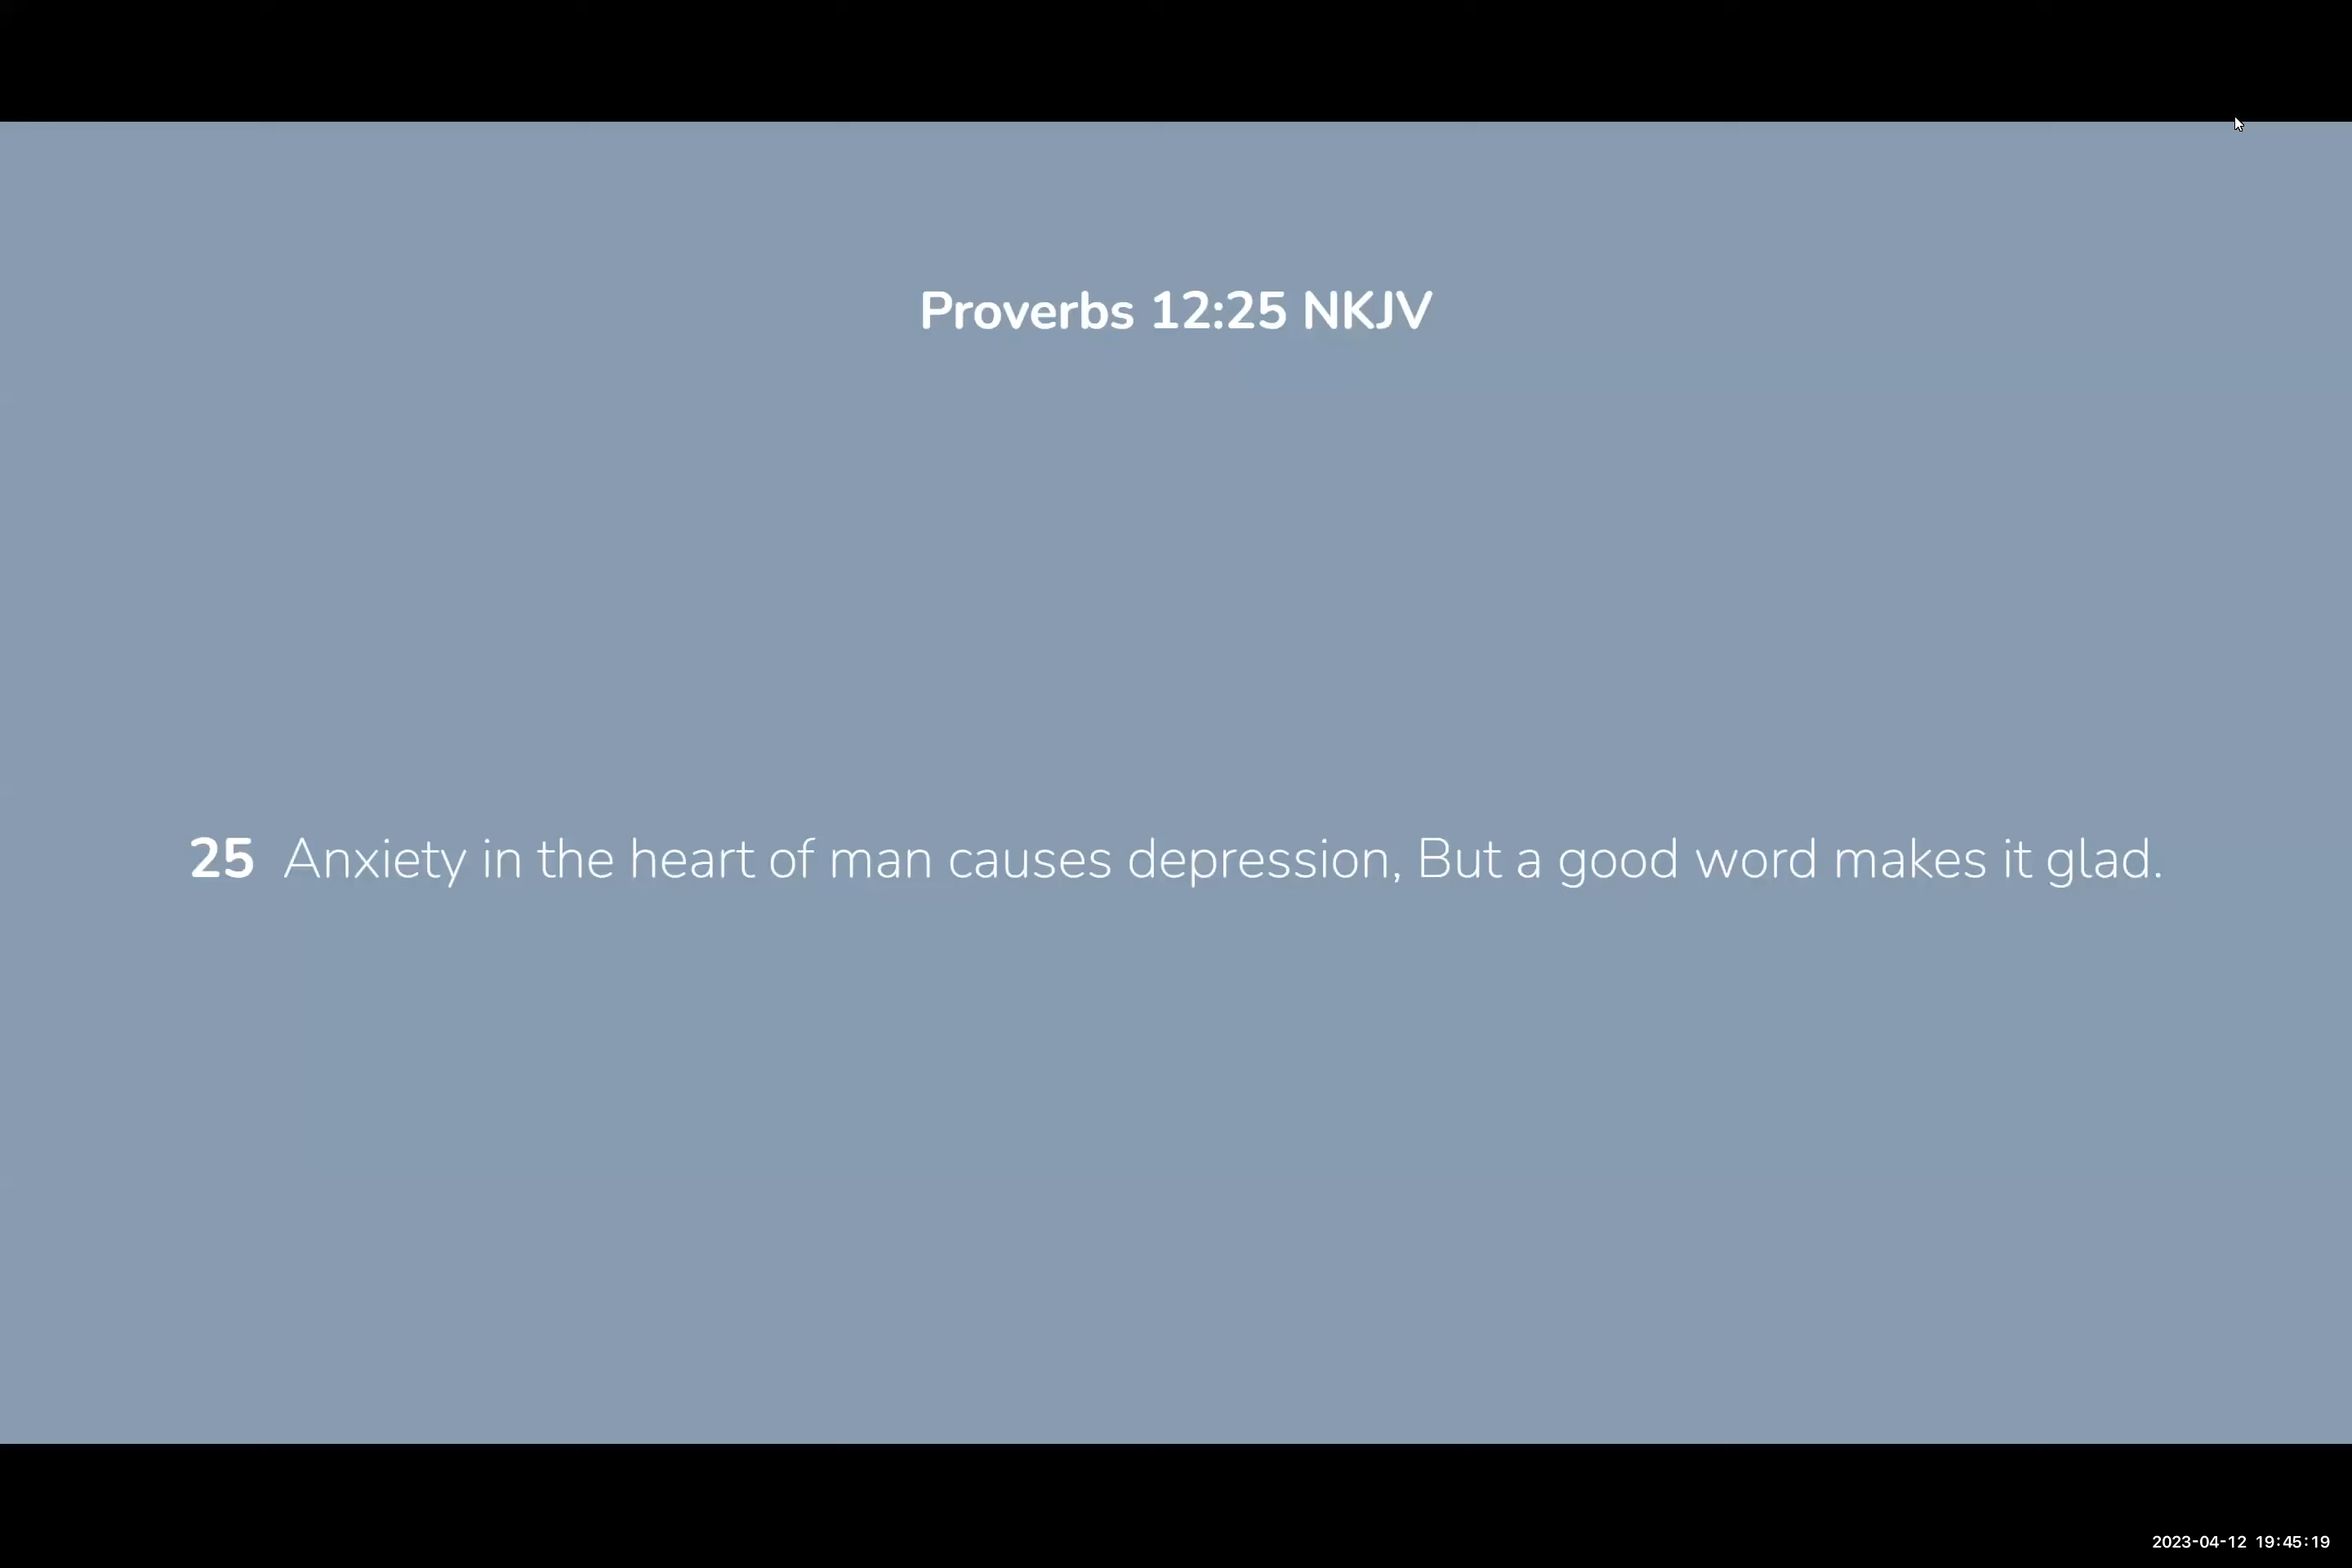 Proverbs 12:25 NKJV
25 Anxiety in the heart of man causes depression, But a good word makes it glad.
2023-04-12 19:45:19